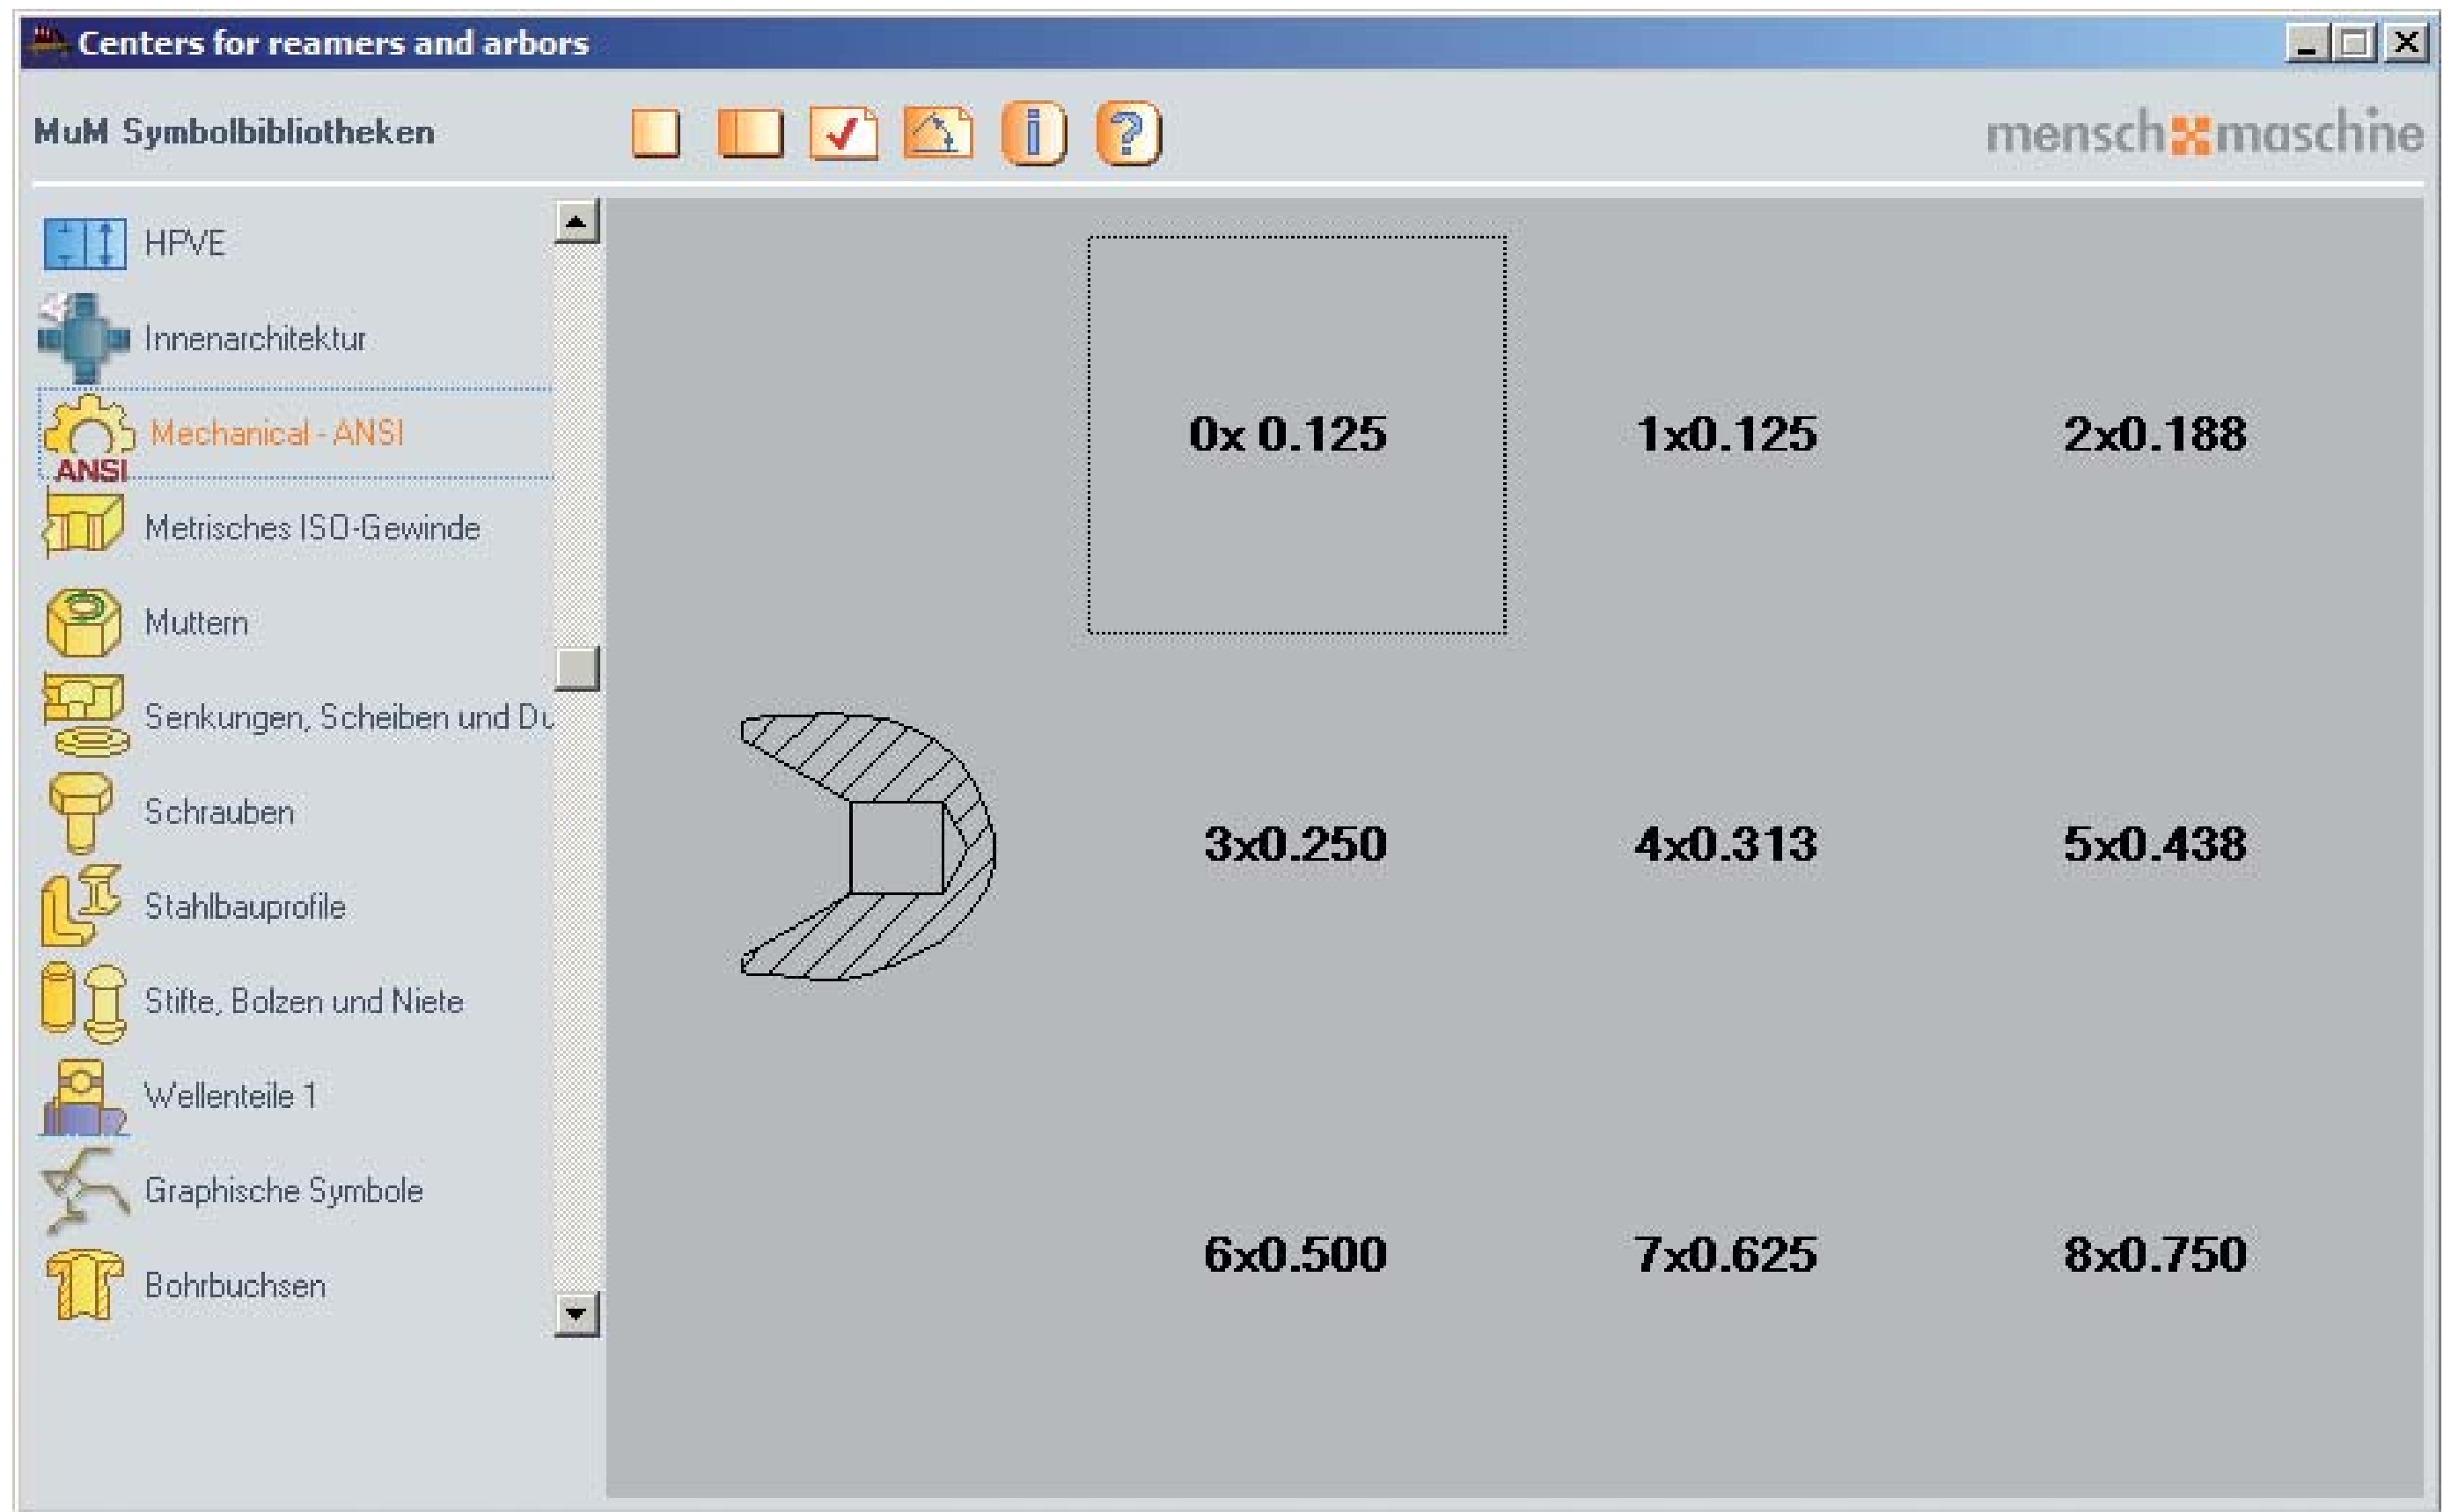 Centers for reamers and arbors
MuM Symbolbibliotheken
mensch maschine
HPVE
Innenarchitektur
Mechanical - ANSI
ANSI
Metrisches ISO-Gewinde
Muttern
Senkungen, Scheiben und Du
Schrauben
Stahlbauprofile
Stifte, Bolzen und Niete
Wellenteile 1
Graphische Symbole
Bohrbuchsen
0x 0.125 1x0.125 2x0.188
3x0.250 4x0.313 5x0.438
6x0.500 7x0.625 8x0.750